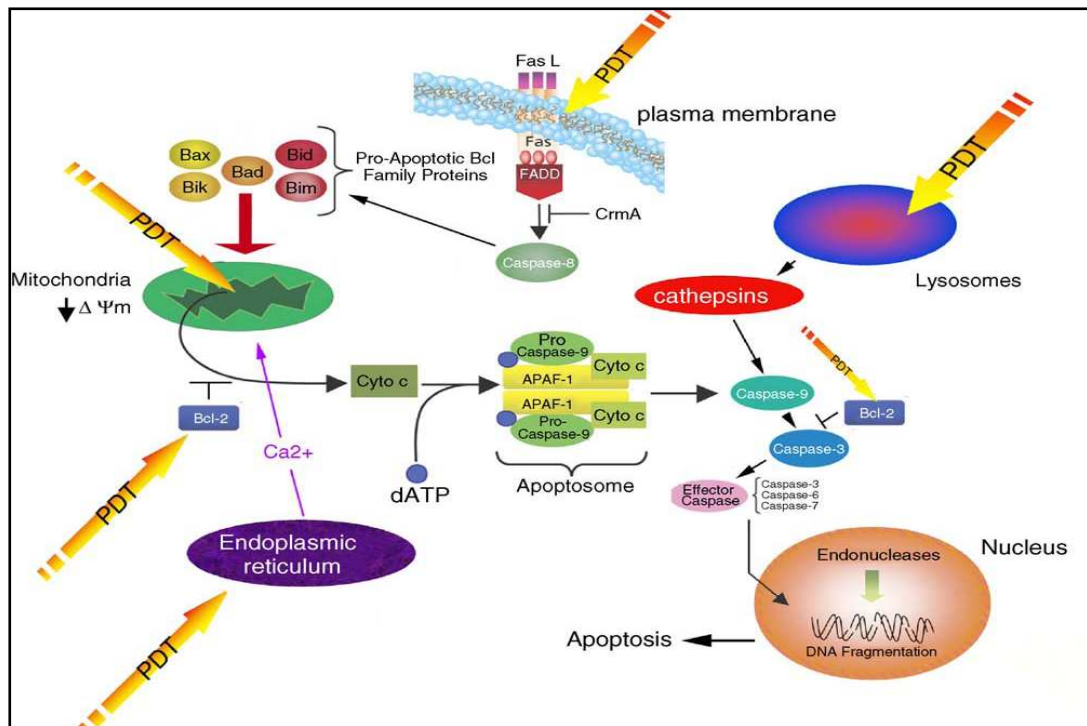 Fas L
PDT
plasma membrane
Fas
FADD
CrmA
Caspase-8
Bax
Bad
Bid
Bik
Bim
Pro-Apoptotic Bcl
Family Proteins
PDT
Mitochondria
Δ Ψm
PDT
Lysosomes
cathepsins
Cyto c
Pro
Caspase-9
Cyto c
APAF-1
APAF-1
Cyto c
Pro-
Caspase-9
Apoptosome
dATP
Bcl-2
PDT
Ca2+
Endoplasmic
reticulum
PDT
Caspase-9
PDT
Bcl-2
Caspase-3
Effector
Caspase
Caspase-3
Caspase-6
Caspase-7
Nucleus
Endonucleases
DNA Fragmentation
Apoptosis